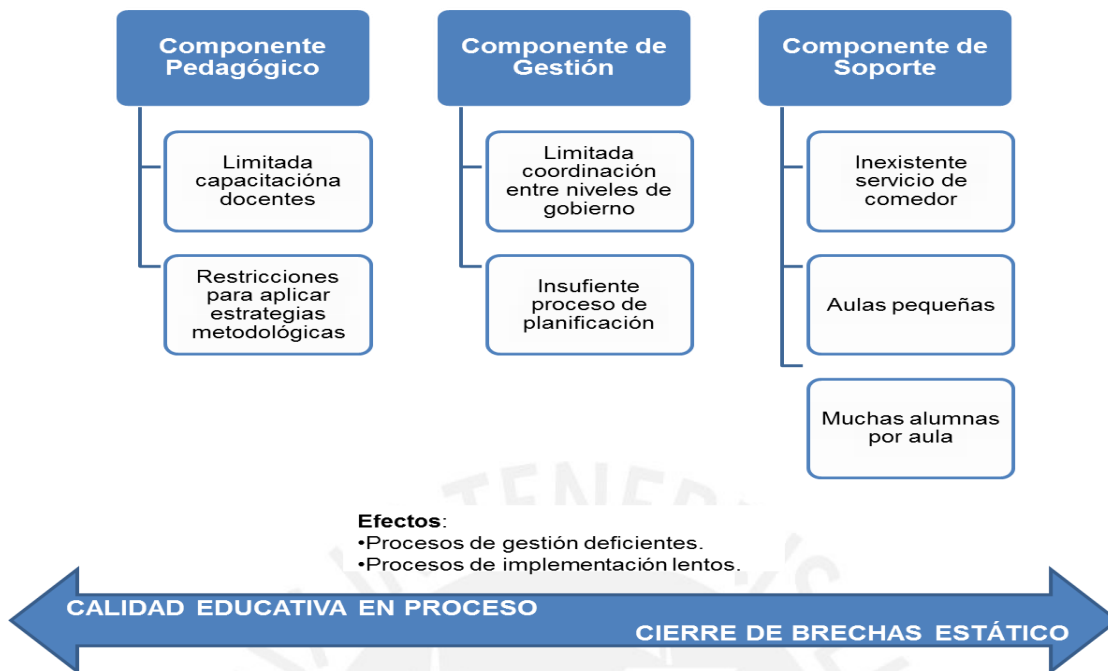 Componente
Pedagógico
Componente de
Gestión
Componente de
Soporte
Limitada
capacitacióna
docentes
Limitada
coordinación
entre niveles de
gobierno
Inexistente
servicio de
comedor
Restricciones
para aplicar
estrategias
metodológicas
Insufiente
proceso de
planificación
Aulas pequeñas
Muchas alumnas
por aula
TENEB
Efectos:
•Procesos de gestión deficientes.
•Procesos de implementación lentos.
CALIDAD EDUCATIVA EN PROCESO
CIERRE DE BRECHAS ESTÁTICO